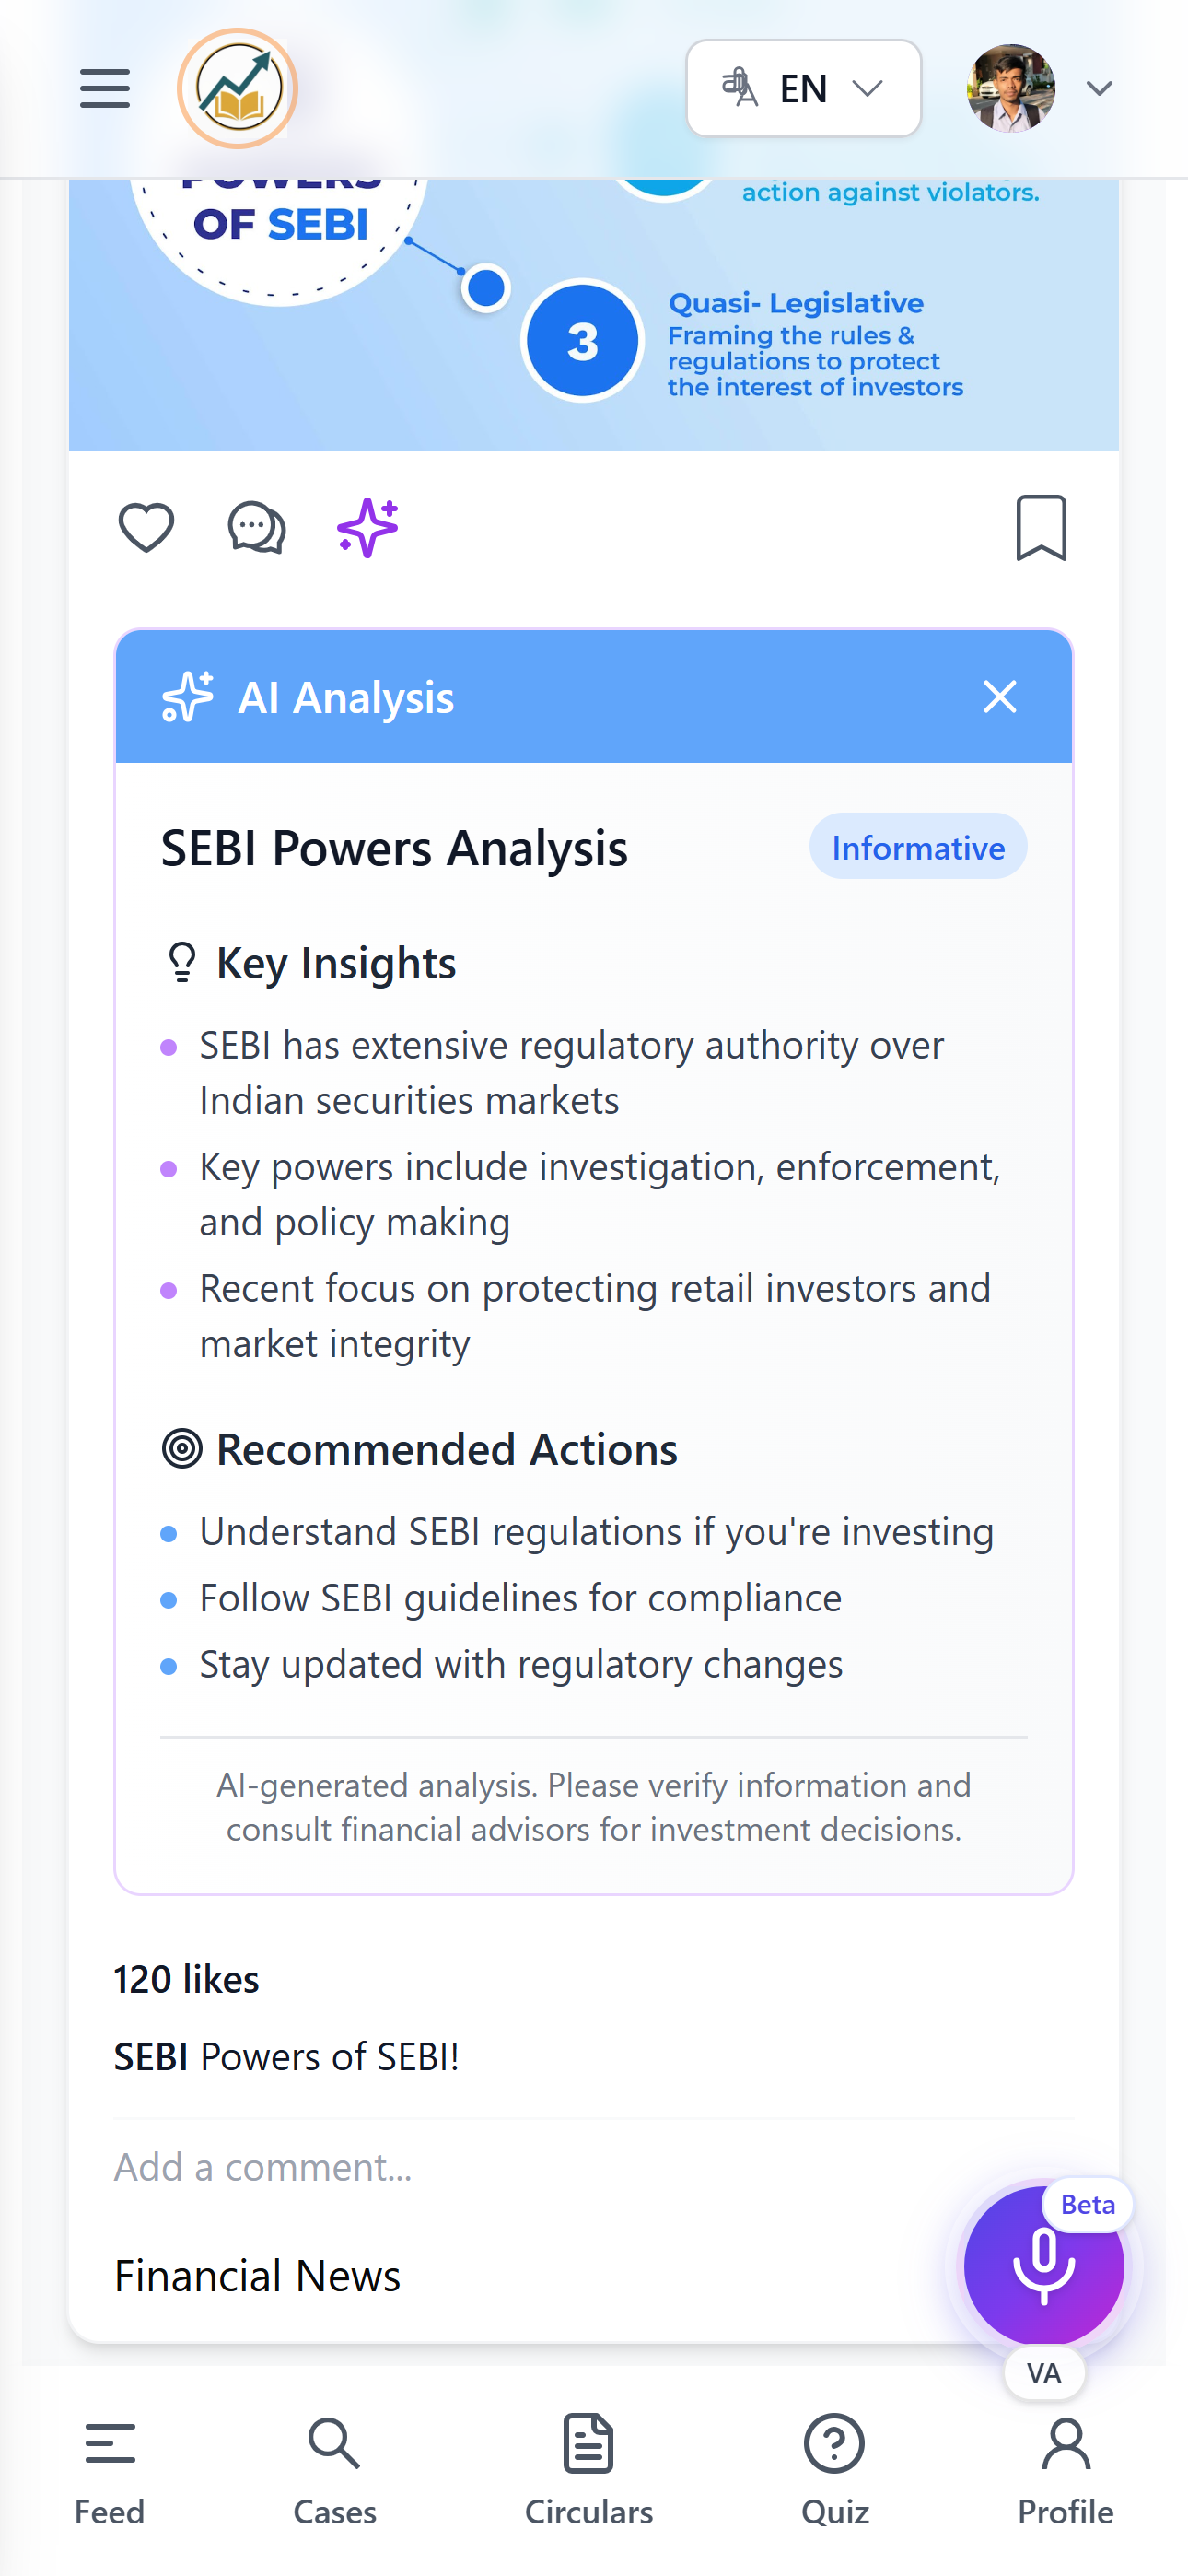 EN
POWERS
OF SEBI
action against violators.
3
Quasi- Legislative
Framing the rules &
regulations to protect
the interest of investors
AI Analysis
SEBI Powers Analysis
Informative
Key Insights
SEBI has extensive regulatory authority over
Indian securities markets
Key powers include investigation, enforcement,
and policy making
Recent focus on protecting retail investors and
market integrity
Recommended Actions
Understand SEBI regulations if you're investing
Follow SEBI guidelines for compliance
Stay updated with regulatory changes
AI-generated analysis. Please verify information and
consult financial advisors for investment decisions.
120 likes
SEBI Powers of SEBI!
Add a comment...
Beta
Financial News
VA
Feed
Cases
Circulars
Quiz
Profile